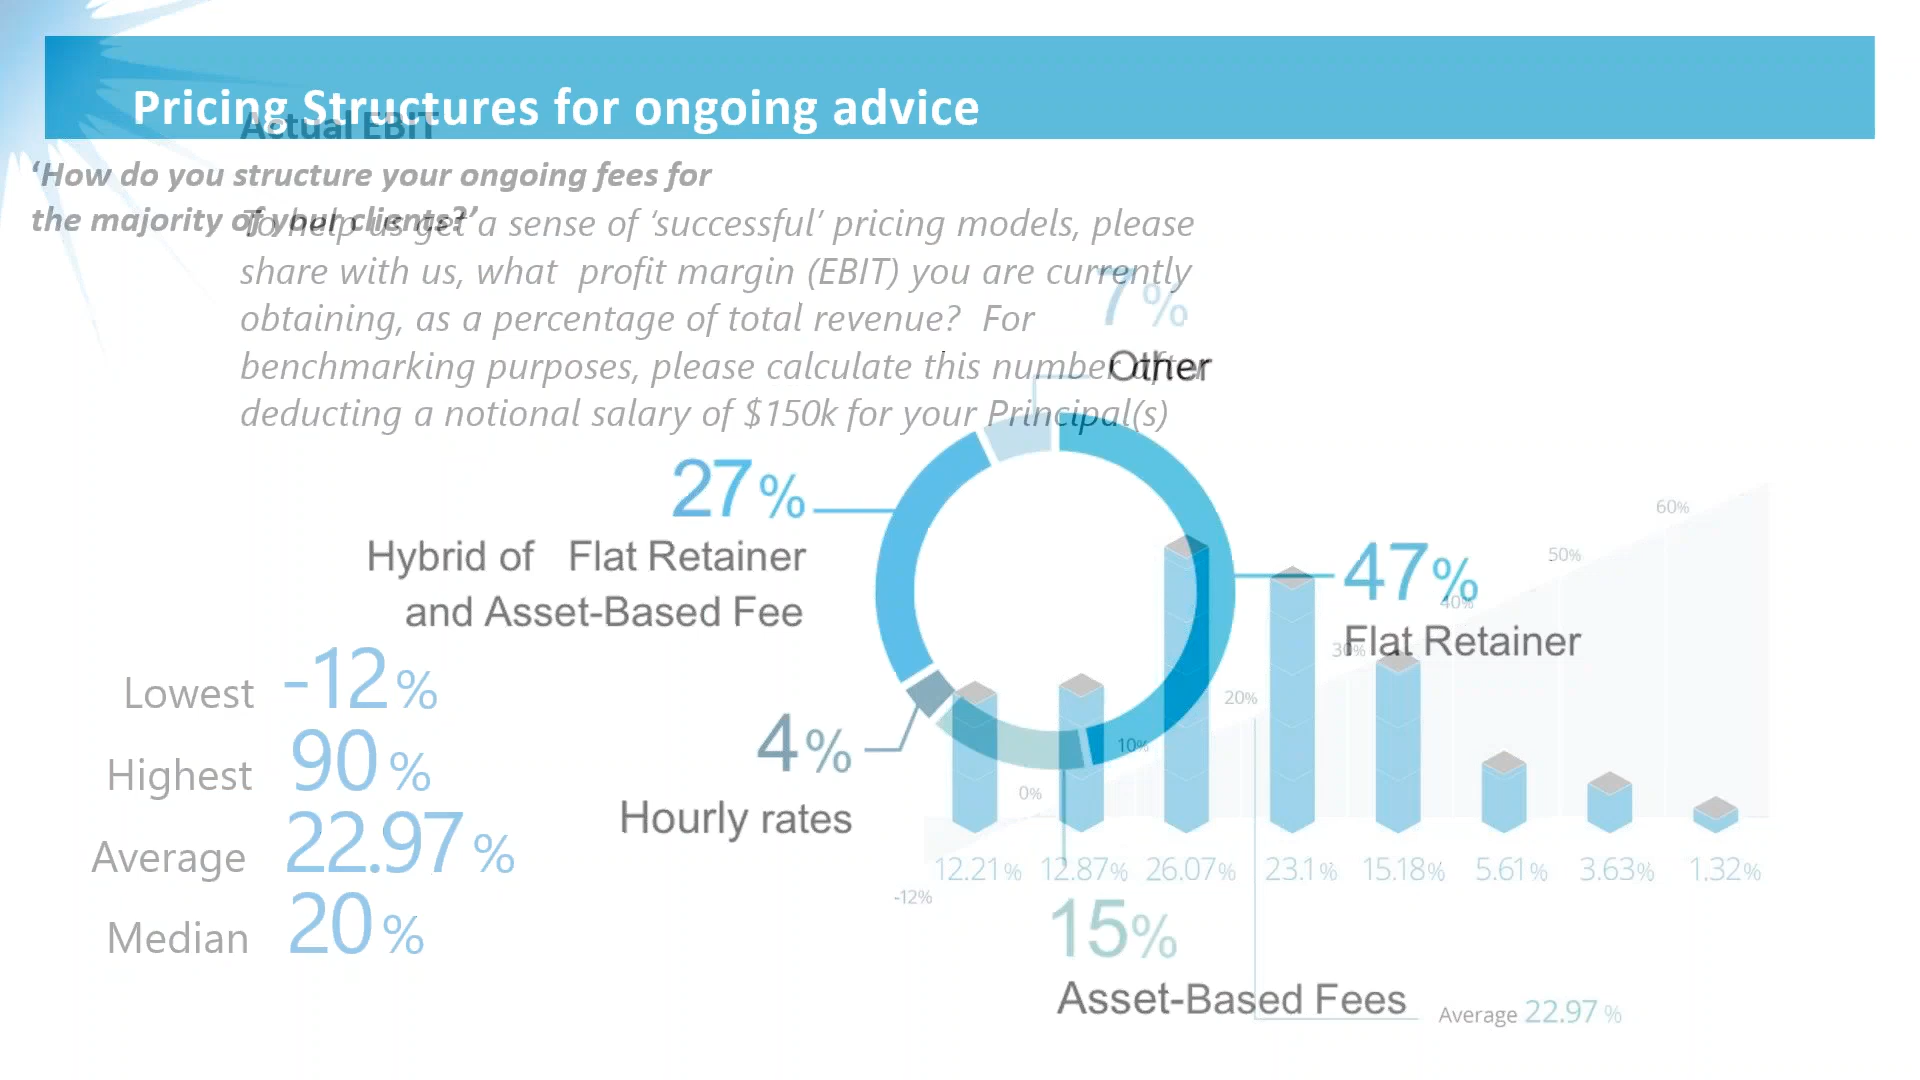 Pricing Structures for ongoing advice
Actual EBIT
‘How do you structure your ongoing fees for
the majority of your clients?’
To help us get a sense of ‘successful’ pricing models, please
share with us, what profit margin (EBIT) you are currently
obtaining, as a percentage of total revenue? For
benchmarking purposes, please calculate this number after
deducting a notional salary of $150k for your Principal(s)
7%
Other
27%
Hybrid of Flat Retainer
and Asset-Based Fee
47%
Flat Retainer
4%
Hourly rates
15%
Asset-Based Fees
Lowest -12%
Highest 90%
Average 22.97%
Median 20%
60%
50%
40%
30%
20%
10%
0%
-12%
12.21% 12.87% 26.07% 23.1% 15.18% 5.61% 3.63% 1.32%
Average 22.97%